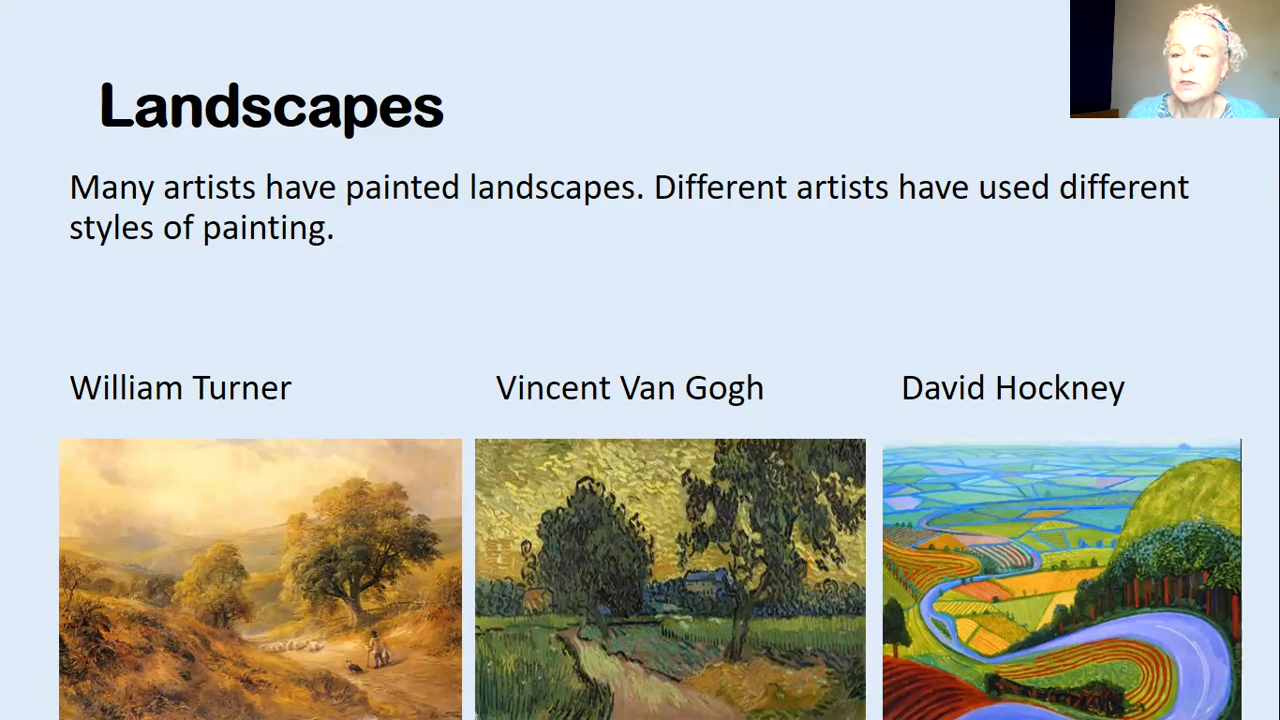 Landscapes
Many artists have painted landscapes. Different artists have used different
styles of painting.
William Turner
Vincent Van Gogh
David Hockney